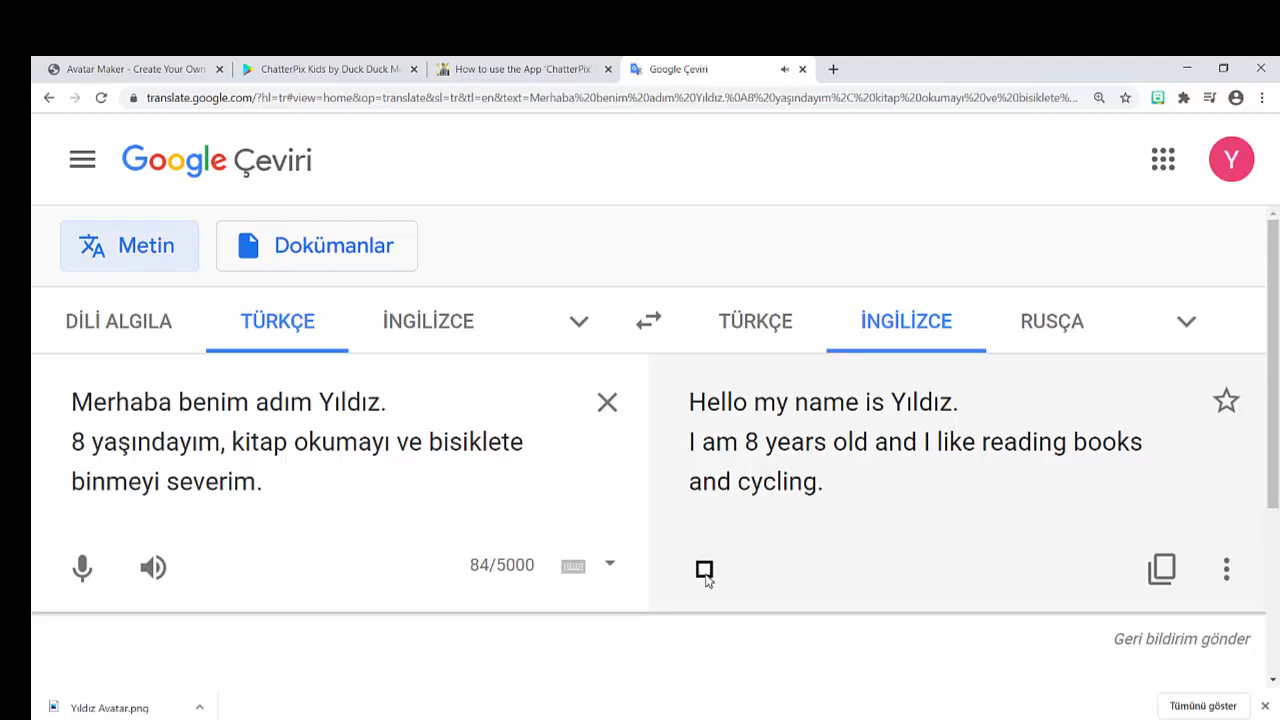 Avatar Maker - Create Your Own
ChatterPix Kids by Duck Duck Mo
How to use the App 'ChatterPix'
Google Çeviri
translate.google.com/?hl=tr#view=home&op=translate&sl=tr&tl=en&text=Merhaba%20benim%20adım%20Yıldız.%0A8%20yaşındayım%2C%20kitap%20okumayı%20ve%20bisiklete%...
Google Çeviri
Y
Metin
Dokümanlar
DİLİ ALGILA
TÜRKÇE
İNGİLİZCE
TÜRKÇE
İNGİLİZCE
RUSÇA
Merhaba benim adım Yıldız.
8 yaşındayım, kitap okumayı ve bisiklete
binmeyi severim.
84/5000
Hello my name is Yıldız.
I am 8 years old and I like reading books
and cycling.
Geri bildirim gönder
Yıldız Avatar.png
Tümünü göster